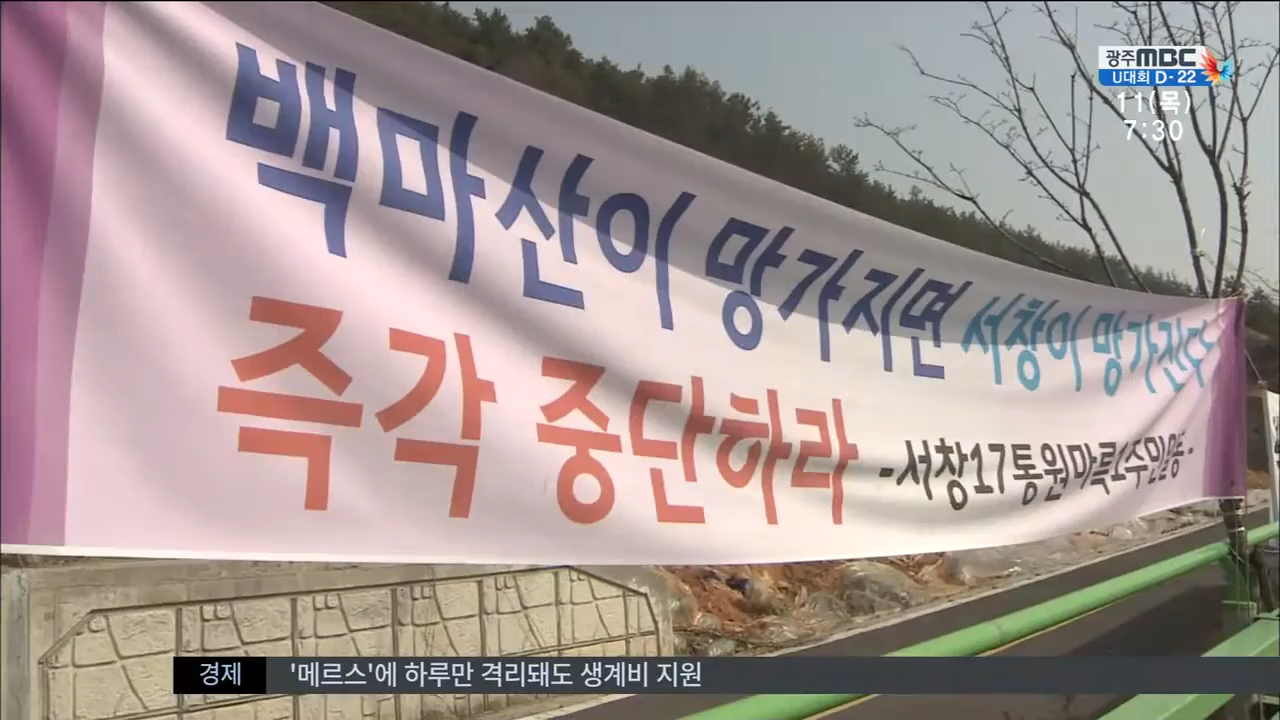 광주MBC
U대회 D-22
11(목)
7:30
백마산이 망가지면 서창이 망가진다
즉각 중단하라 -서창17통원마륵1주민일동-
경제 '메르스'에 하루만 격리돼도 생계비 지원